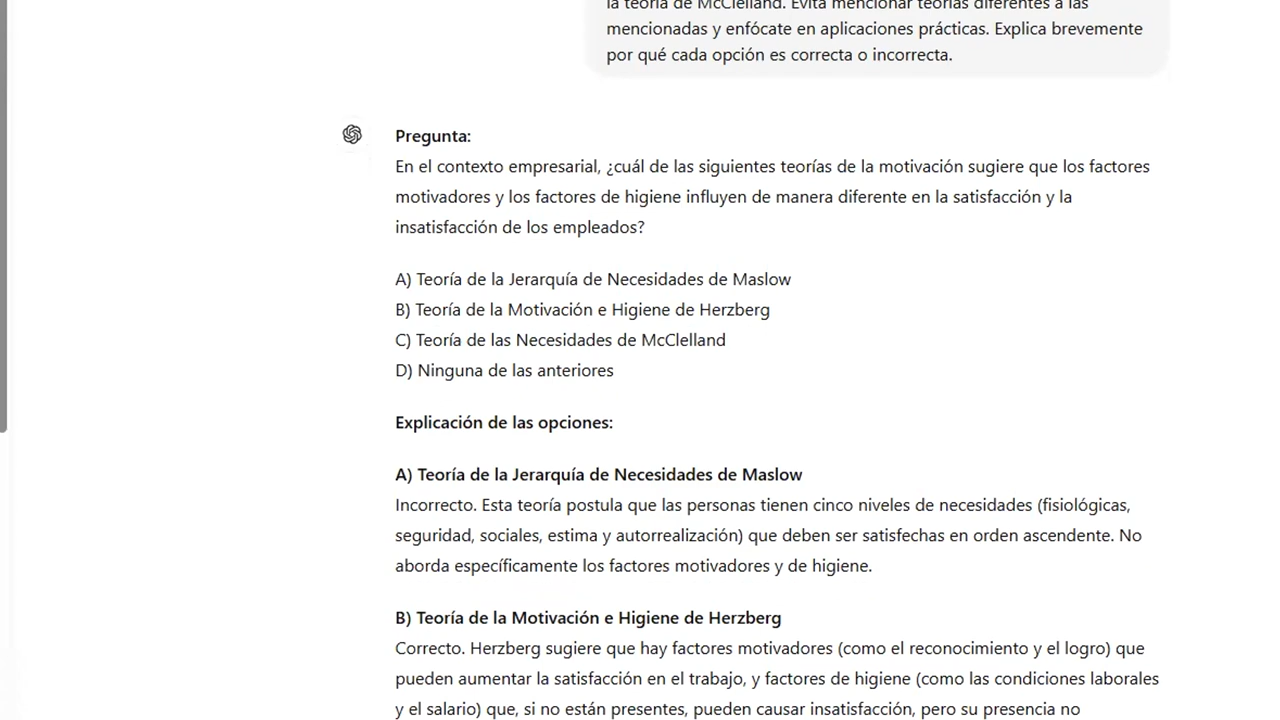 la teoría de McClelland. Evita mencionar teorías diferentes a las
mencionadas y enfócate en aplicaciones prácticas. Explica brevemente
por qué cada opción es correcta o incorrecta.
Pregunta:
En el contexto empresarial, ¿cuál de las siguientes teorías de la motivación sugiere que los factores
motivadores y los factores de higiene influyen de manera diferente en la satisfacción y la
insatisfacción de los empleados?
A) Teoría de la Jerarquía de Necesidades de Maslow
B) Teoría de la Motivación e Higiene de Herzberg
C) Teoría de las Necesidades de McClelland
D) Ninguna de las anteriores
Explicación de las opciones:
A) Teoría de la Jerarquía de Necesidades de Maslow
Incorrecto. Esta teoría postula que las personas tienen cinco niveles de necesidades (fisiológicas,
seguridad, sociales, estima y autorrealización) que deben ser satisfechas en orden ascendente. No
aborda específicamente los factores motivadores y de higiene.
B) Teoría de la Motivación e Higiene de Herzberg
Correcto. Herzberg sugiere que hay factores motivadores (como el reconocimiento y el logro) que
pueden aumentar la satisfacción en el trabajo, y factores de higiene (como las condiciones laborales
y el salario) que, si no están presentes, pueden causar insatisfacción, pero su presencia no